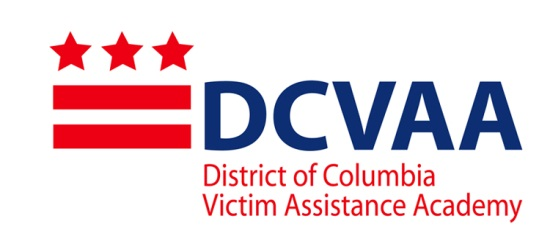 DCVAA
District of Columbia
Victim Assistance Academy